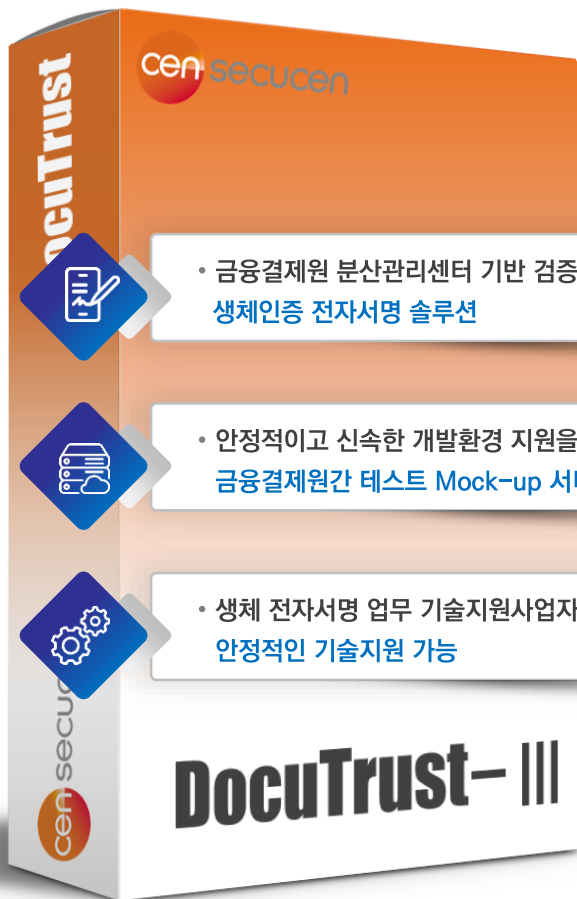 cen secucen
DocuTrust
• 금융결제원 분산관리센터 기반 검증
생체인증 전자서명 솔루션
• 안정적이고 신속한 개발환경 지원을
금융결제원간 테스트 Mock-up
• 생체 전자서명 업무 기술지원사업자
안정적인 기술지원 가능
cen secucen
DocuTrust- III